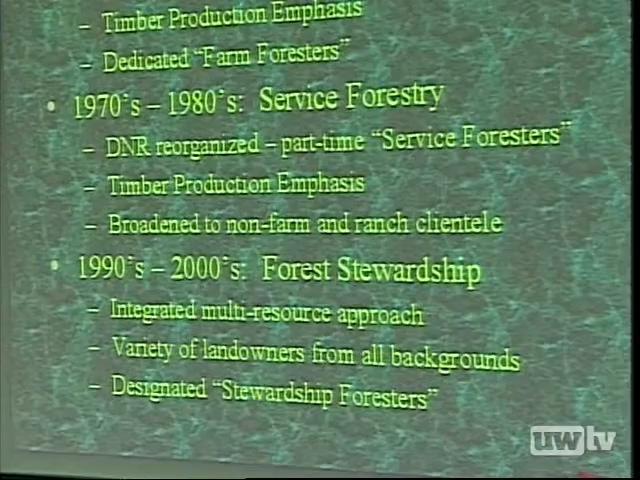 – Timber Production Emphasis
– Dedicated “Farm Foresters”
• 1970`s – 1980`s: Service Forestry
– DNR reorganized – part-time “Service Foresters”
– Timber Production Emphasis
– Broadened to non-farm and ranch clientele
• 1990`s – 2000`s: Forest Stewardship
– Integrated multi-resource approach
– Variety of landowners from all backgrounds
– Designated “Stewardship Foresters”
uwtv